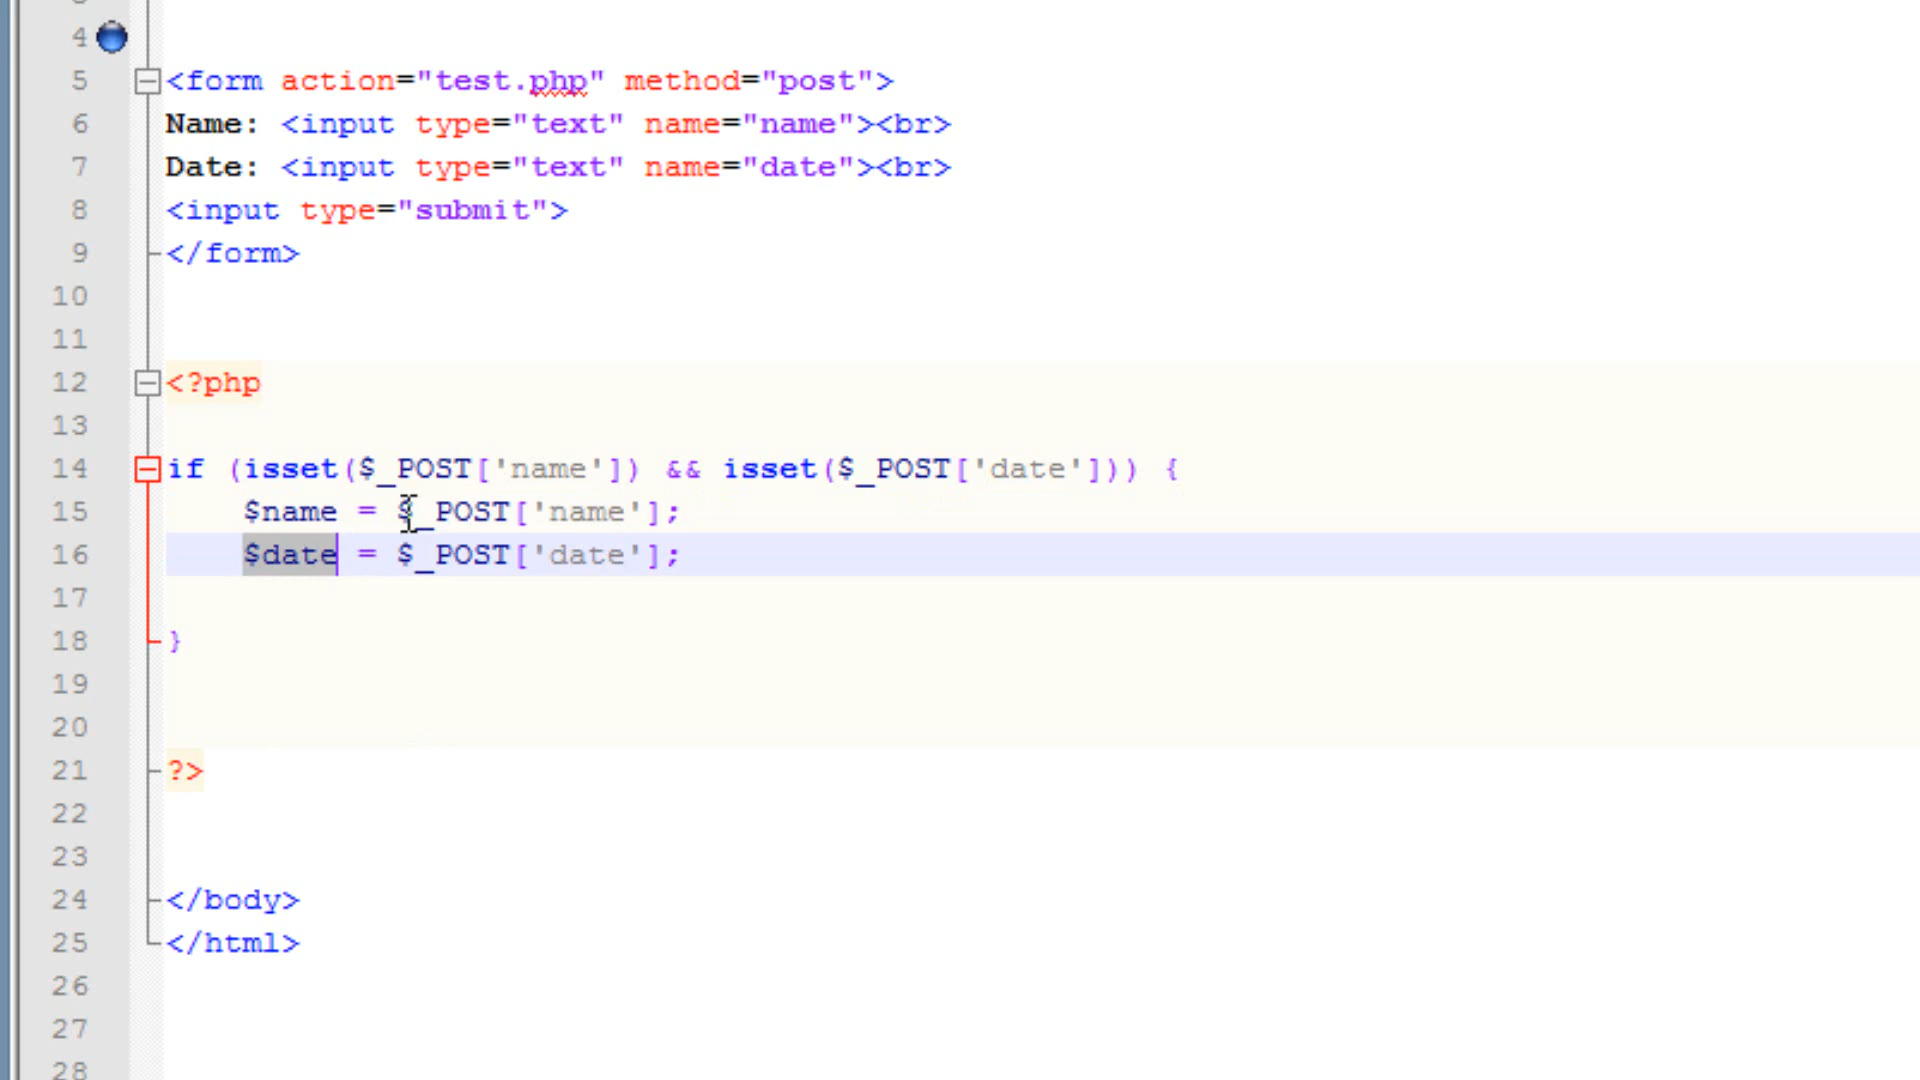 4
5 <form action="test.php" method="post">
6 Name: <input type="text" name="name"><br>
7 Date: <input type="text" name="date"><br>
8 <input type="submit">
9 </form>
10
11
12 <?php
13
14 if (isset($_POST['name']) && isset($_POST['date'])) {
15 $name = $_POST['name'];
16 $date = $_POST['date'];
17
18 }
19
20
21 ?>
22
23
24 </body>
25 </html>
26
27
28